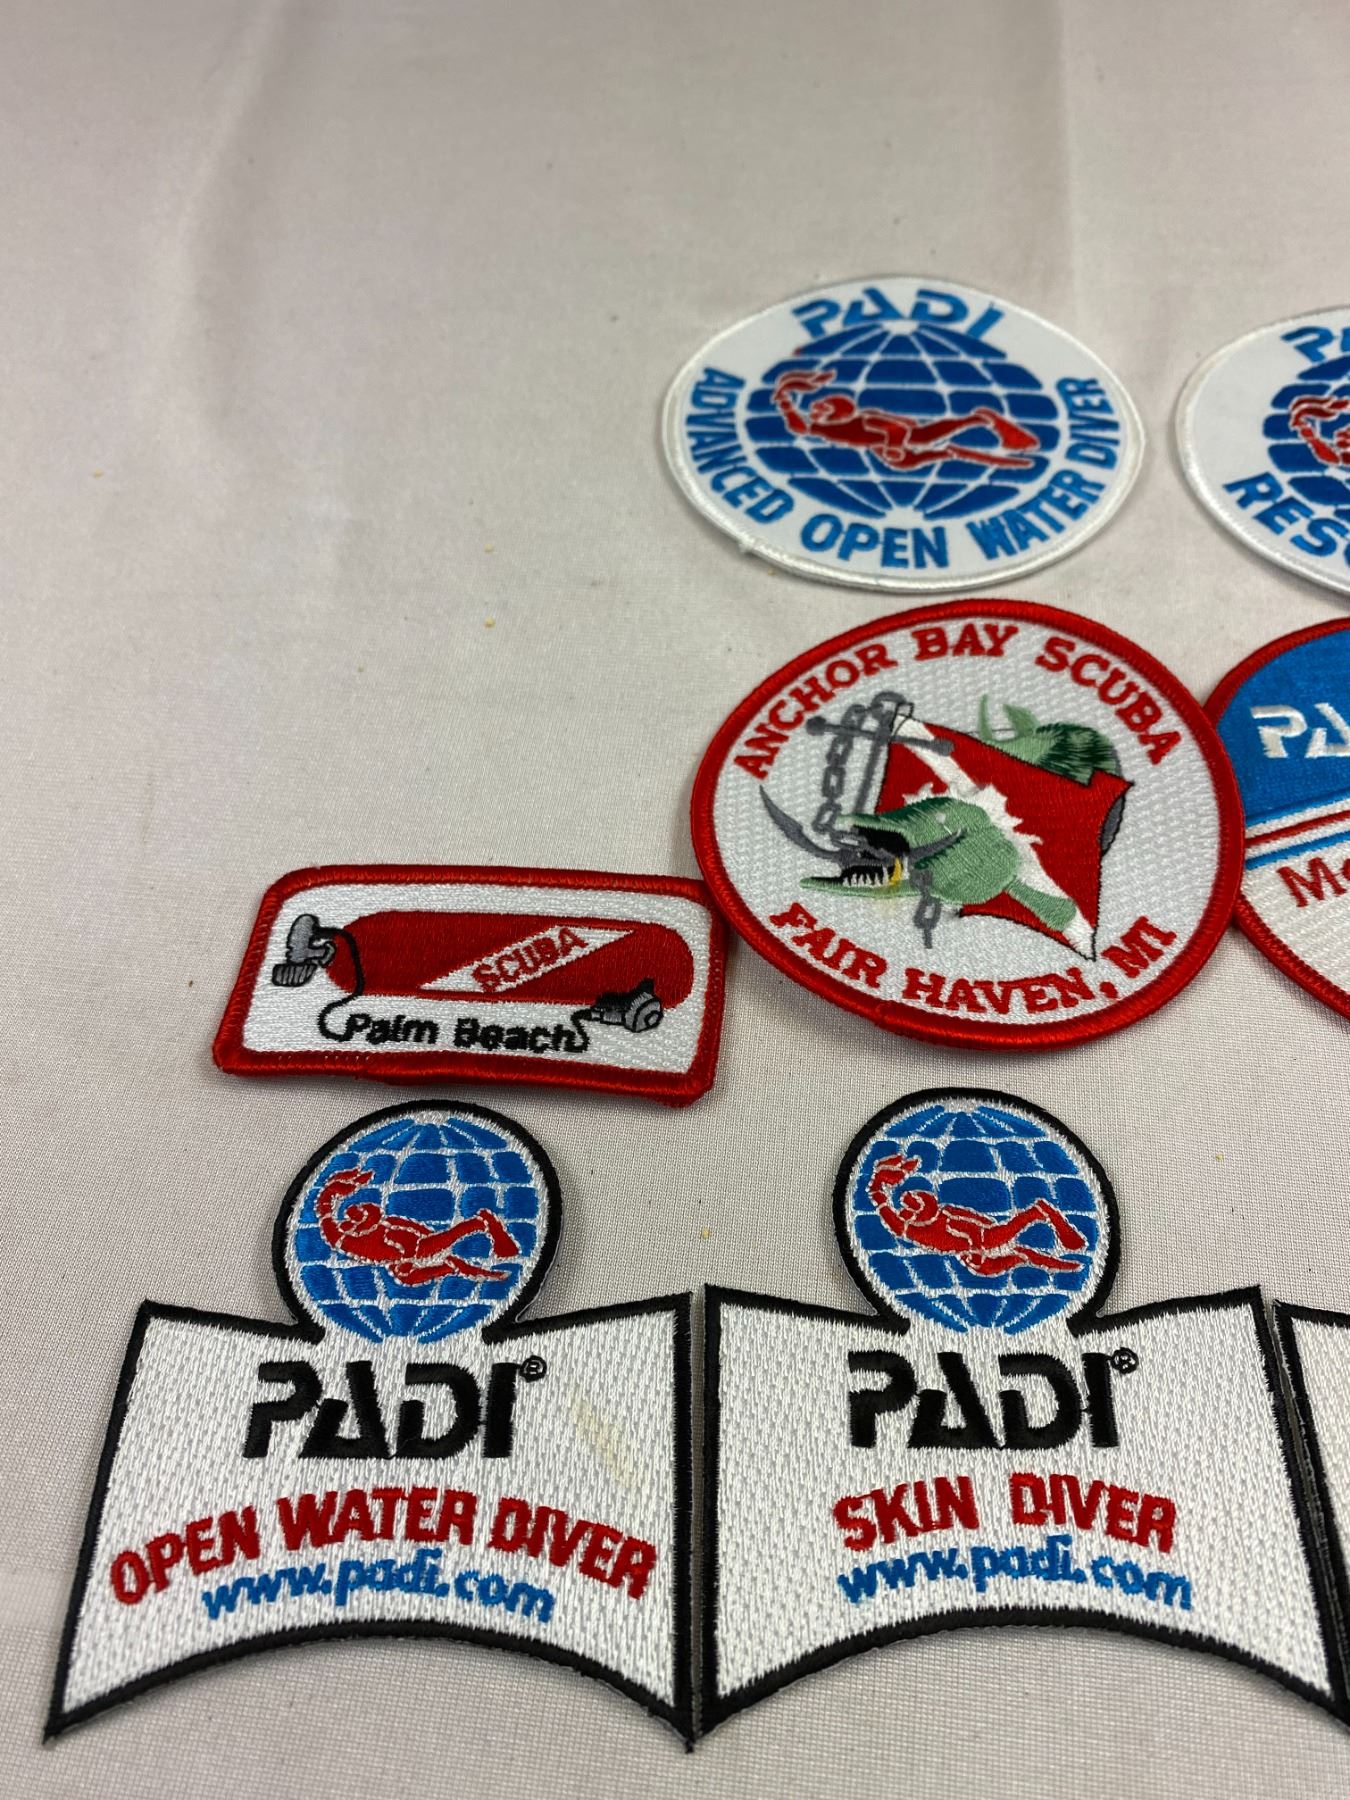 PADI
ADVANCED OPEN WATER DIVER
ANCHOR BAY SCUBA
FAIR HAVEN, MI
PA
SCUBA
Palm Beach
PADI®
OPEN WATER DIVER
www.padi.com
PADI®
SKIN DIVER
www.padi.com